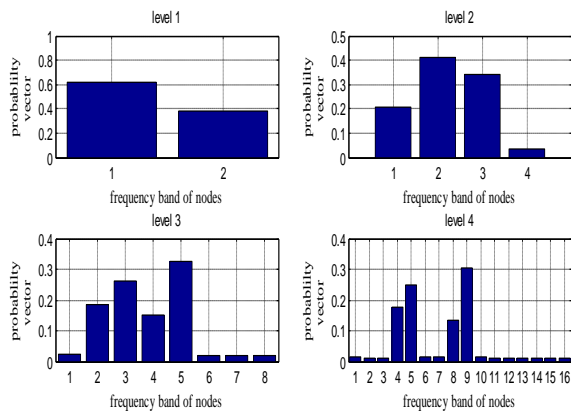 level 1
probablilty
vector
1
0.8
0.6
0.4
0.2
0
1 2
frequency band of nodes
level 2
probablilty
vector
0.5
0.4
0.3
0.2
0.1
0
1 2 3 4
frequency band of nodes
level 3
probablilty
vector
0.4
0.3
0.2
0.1
0
1 2 3 4 5 6 7 8
frequency band of nodes
level 4
probablilty
vector
0.4
0.3
0.2
0.1
0
1 2 3 4 5 6 7 8 9 10 11 12 13 14 15 16
frequency band of nodes